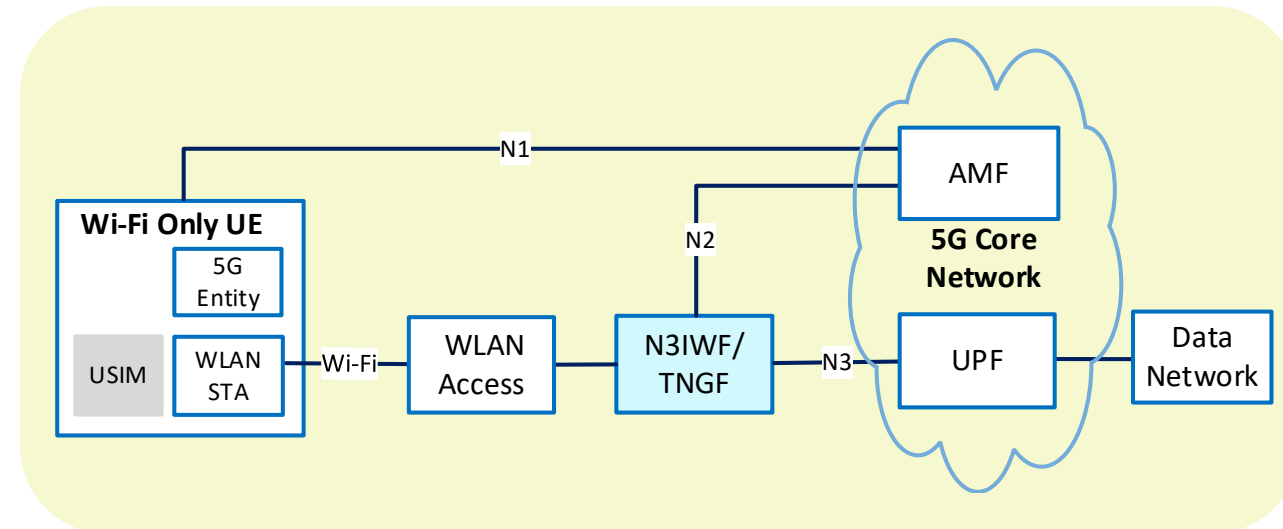 N1
AMF
Wi-Fi Only UE
5G
Entity
N2
5G Core
Network
USIM
WLAN
STA
Wi-Fi
WLAN
Access
N3IWF/
TNGF
N3
UPF
Data
Network